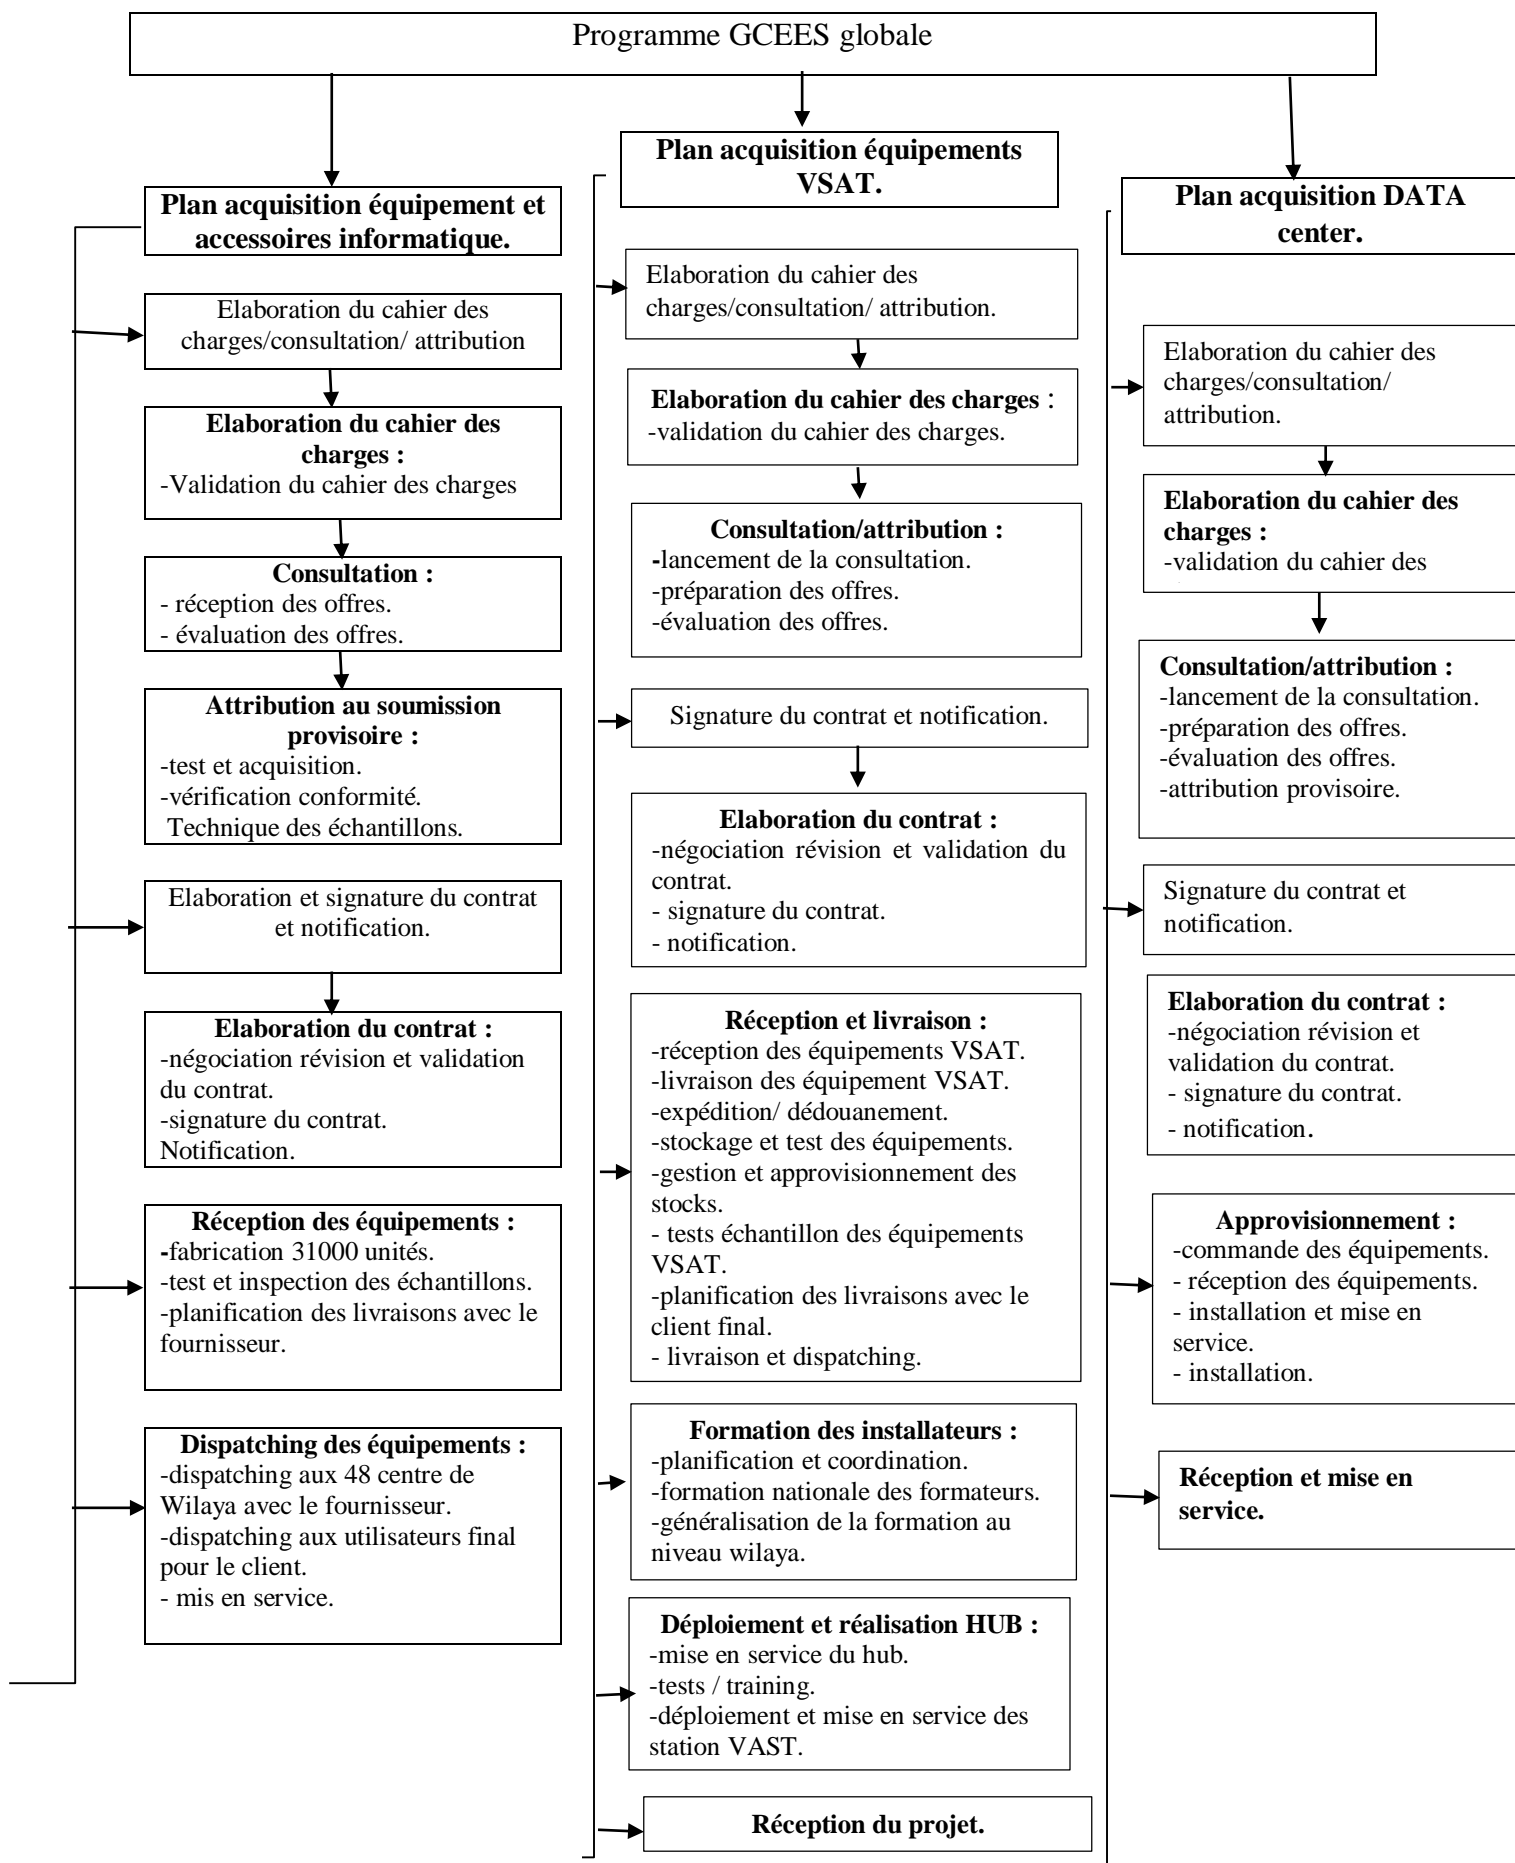 Programme GCEES globale
Plan acquisition équipement et
accessoires informatique.
Elaboration du cahier des
charges/consultation/ attribution
Elaboration du cahier des
charges :
-Validation du cahier des charges
Consultation :
- réception des offres.
- évaluation des offres.
Attribution au soumission
provisoire :
-test et acquisition.
-vérification conformité.
Technique des échantillons.
Elaboration et signature du contrat
et notification.
Elaboration du contrat :
-négociation révision et validation
du contrat.
-signature du contrat.
Notification.
Réception des équipements :
-fabrication 31000 unités.
-test et inspection des échantillons.
-planification des livraisons avec le
fournisseur.
Dispatching des équipements :
-dispatching aux 48 centre de
Wilaya avec le fournisseur.
-dispatching aux utilisateurs final
pour le client.
- mis en service.
Plan acquisition équipements
VSAT.
Elaboration du cahier des
charges/consultation/ attribution.
Elaboration du cahier des charges :
-validation du cahier des charges.
Consultation/attribution :
-lancement de la consultation.
-préparation des offres.
-évaluation des offres.
Signature du contrat et notification.
Elaboration du contrat :
-négociation révision et validation du
contrat.
- signature du contrat.
- notification.
Réception et livraison :
-réception des équipements VSAT.
-livraison des équipement VSAT.
-expédition/ dédouanement.
-stockage et test des équipements.
-gestion et approvisionnement des
stocks.
- tests échantillon des équipements
VSAT.
-planification des livraisons avec le
client final.
- livraison et dispatching.
Formation des installateurs :
-planification et coordination.
-formation nationale des formateurs.
-généralisation de la formation au
niveau wilaya.
Déploiement et réalisation HUB :
-mise en service du hub.
-tests / training.
-déploiement et mise en service des
station VAST.
Réception du projet.
Plan acquisition DATA
center.
Elaboration du cahier des
charges/consultation/
attribution.
Elaboration du cahier des
charges :
-validation du cahier des
Consultation/attribution :
-lancement de la consultation.
-préparation des offres.
-évaluation des offres.
-attribution provisoire.
Signature du contrat et
notification.
Elaboration du contrat :
-négociation révision et
validation du contrat.
- signature du contrat.
- notification.
Approvisionnement :
-commande des équipements.
- réception des équipements.
- installation et mise en
service.
- installation.
Réception et mise en
service.